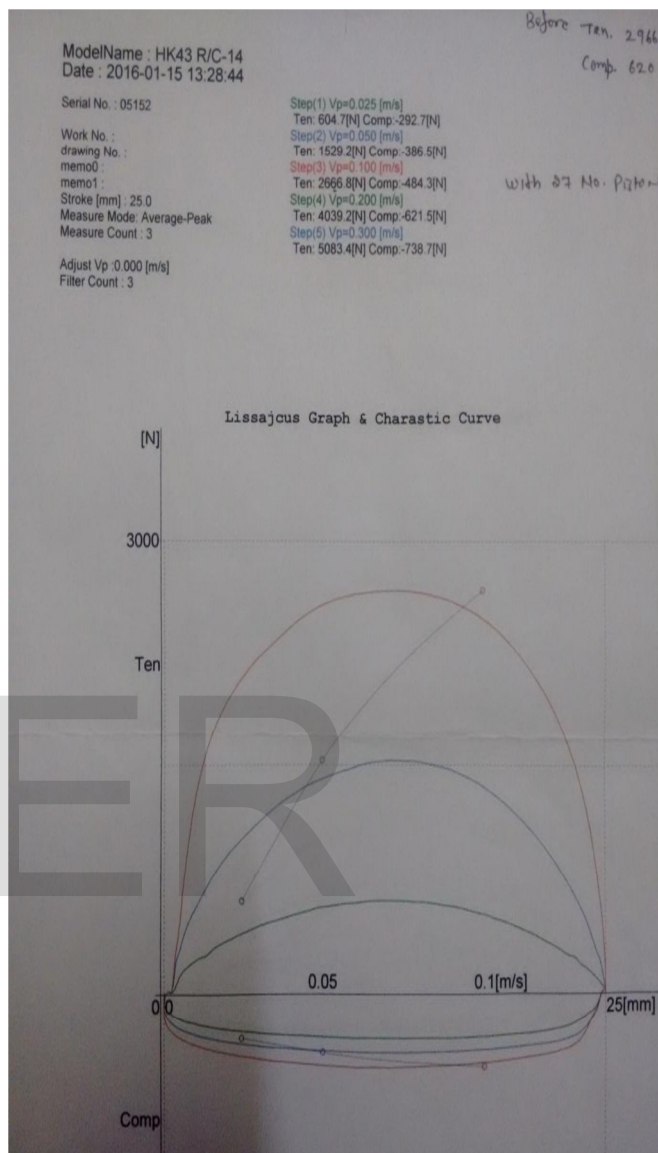 Before Ten. 2966
Comp. 620
ModelName : HK43 R/C-14
Date : 2016-01-15 13:28:44
Serial No. : 05152
Work No. :
drawing No. :
memo0 :
memo1 :
Stroke [mm] : 25.0
Measure Mode: Average-Peak
Measure Count : 3
Adjust Vp :0.000 [m/s]
Filter Count : 3
Step(1) Vp=0.025 [m/s]
Ten: 604.7[N] Comp:-292.7[N]
Step(2) Vp=0.050 [m/s]
Ten: 1529.2[N] Comp:-386.5[N]
Step(3) Vp=0.100 [m/s]
Ten: 2666.8[N] Comp:-484.3[N]
Step(4) Vp=0.200 [m/s]
Ten: 4039.2[N] Comp:-621.5[N]
Step(5) Vp=0.300 [m/s]
Ten: 5083.4[N] Comp:-738.7[N]
with 27 No. Piston
Lissajcus Graph & Charastic Curve
[N]
3000
Ten
ER
0.05 0.1[m/s]
0 0 25[mm]
Comp